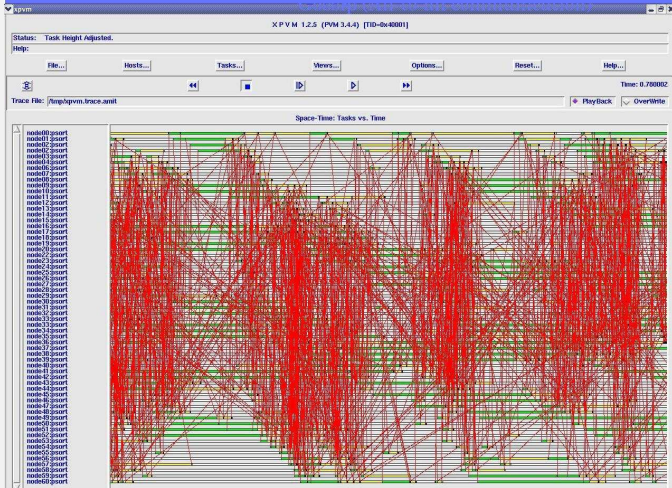 xpvm
X P V M 1.2.5 (PVM 3.4.4) [TID=0x40001]
Status: Task Height Adjusted.
Help:
File... Hosts... Tasks... Views... Options... Reset... Help...
Time: 0.780002
Trace File: /tmp/xpvm.trace.amit PlayBack OverWrite
Space-Time: Tasks vs. Time
node00:psort
node01:psort
node02:psort
node02:psort
node03:psort
node04:psort
node07:psort
node08:psort
node09:psort
node10:psort
node11:psort
node12:psort
node13:psort
node14:psort
node15:psort
node16:psort
node17:psort
node18:psort
node19:psort
node20:psort
node22:psort
node23:psort
node24:psort
node25:psort
node26:psort
node27:psort
node28:psort
node29:psort
node30:psort
node31:psort
node32:psort
node33:psort
node34:psort
node35:psort
node36:psort
node37:psort
node38:psort
node39:psort
node40:psort
node41:psort
node42:psort
node43:psort
node44:psort
node45:psort
node46:psort
node47:psort
node48:psort
node49:psort
node50:psort
node51:psort
node52:psort
node53:psort
node54:psort
node55:psort
node56:psort
node57:psort
node58:psort
node59:psort
node60:psort